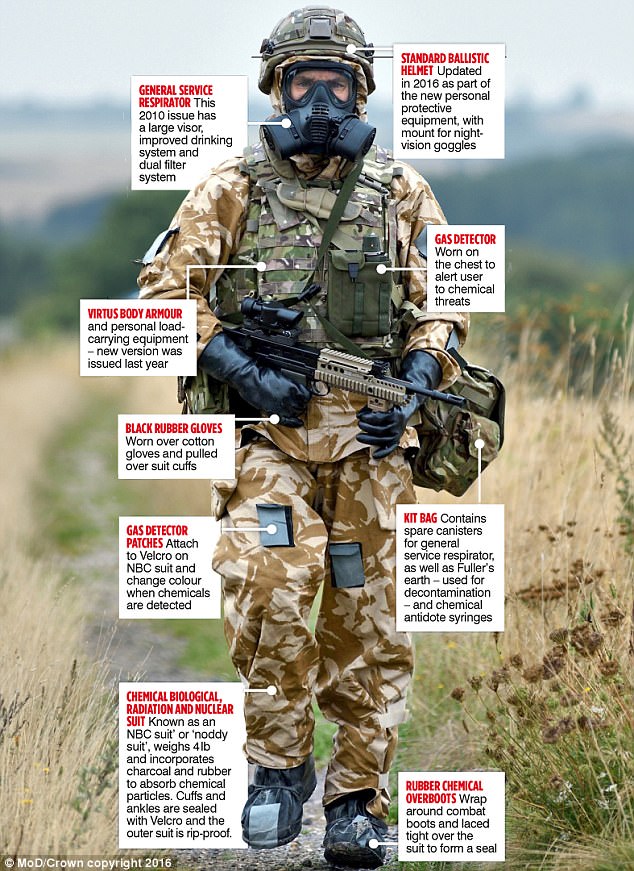 STANDARD BALLISTIC
HELMET Updated
in 2016 as part of
the new personal
protective
equipment, with
mount for night-
vision goggles
GENERAL SERVICE
RESPIRATOR This
2010 issue has
a large visor,
improved drinking
system and
dual filter
system
GAS DETECTOR
Worn on
the chest to
alert user
to chemical
threats
VIRTUS BODY ARMOUR
and personal load-
carrying equipment
– new version was
issued last year
BLACK RUBBER GLOVES
Worn over cotton
gloves and pulled
over suit cuffs
KIT BAG Contains
spare canisters
for general
service respirator,
as well as Fuller's
earth – used for
decontamination
– and chemical
antidote syringes
GAS DETECTOR
PATCHES Attach
to Velcro on
NBC suit and
change colour
when chemicals
are detected
CHEMICAL BIOLOGICAL,
RADIATION AND NUCLEAR
SUIT Known as an
NBC suit' or 'noddy
suit', weighs 4lb
and incorporates
charcoal and rubber
to absorb chemical
particles. Cuffs and
ankles are sealed
with Velcro and the
outer suit is rip-proof.
RUBBER CHEMICAL
OVERBOOTS Wrap
around combat
boots and laced
tight over the
suit to form a seal
© MoD/Crown copyright 2016